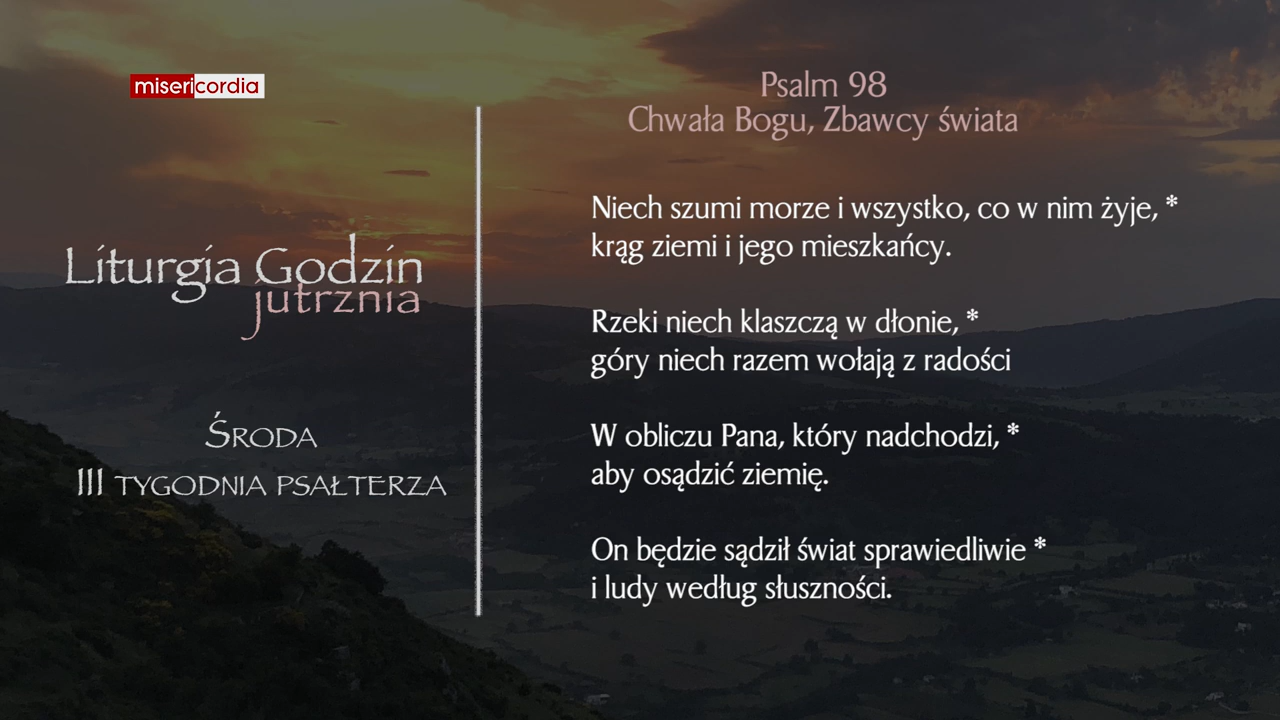 misericordia
Liturgia Godzin
jutrznia
Środa
III tygodnia psałterza
Psalm 98
Chwała Bogu, Zbawcy świata
Niech szumi morze i wszystko, co w nim żyje, *
krąg ziemi i jego mieszkańcy.
Rzeki niech klaszczą w dłonie, *
góry niech razem wołają z radości
W obliczu Pana, który nadchodzi, *
aby osądzić ziemię.
On będzie sądził świat sprawiedliwie *
i ludy według słuszności.